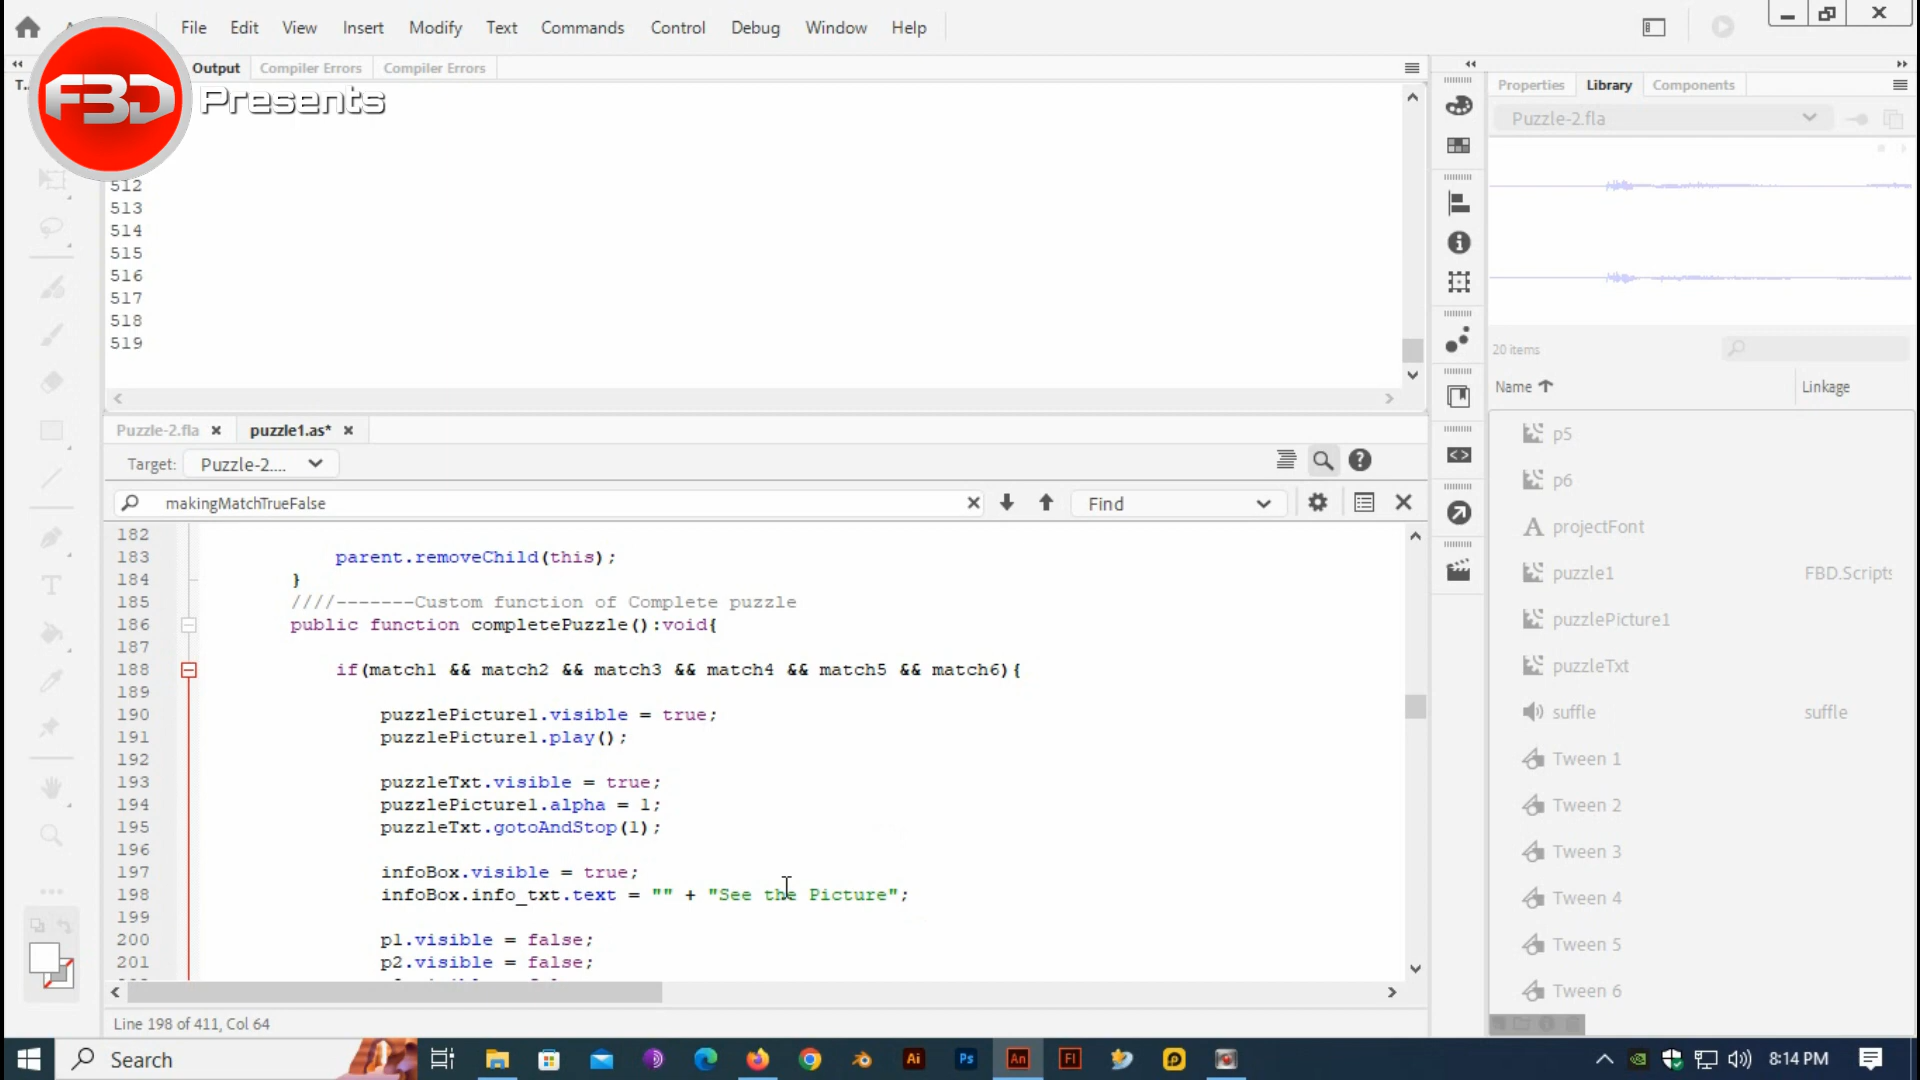 File Edit View Insert Modify Text Commands Control Debug Window Help
FBD Presents
Output Compiler Errors Compiler Errors
T...
512
513
514
515
516
517
518
519
Puzzle-2.fla puzzle1.as*
Target: Puzzle-2....
makingMatchTrueFalse Find
182
183 parent.removeChild(this);
184 }
185 ////-------Custom function of Complete puzzle
186 public function completePuzzle():void{
187
188 if(match1 && match2 && match3 && match4 && match5 && match6){
189
190 puzzlePicture1.visible = true;
191 puzzlePicture1.play();
192
193 puzzleTxt.visible = true;
194 puzzlePicture1.alpha = 1;
195 puzzleTxt.gotoAndStop(1);
196
197 infoBox.visible = true;
198 infoBox.info_txt.text = "" + "See the Picture";
199
200 p1.visible = false;
201 p2.visible = false;
Line 198 of 411, Col 64
Properties Library Components
Puzzle-2.fla
20 items
Name Linkage
p5
p6
projectFont
puzzle1 FBD.Scripts
puzzlePicture1
puzzleTxt
suffle suffle
Tween 1
Tween 2
Tween 3
Tween 4
Tween 5
Tween 6
Search Ai Ps An Fl 8:14 PM